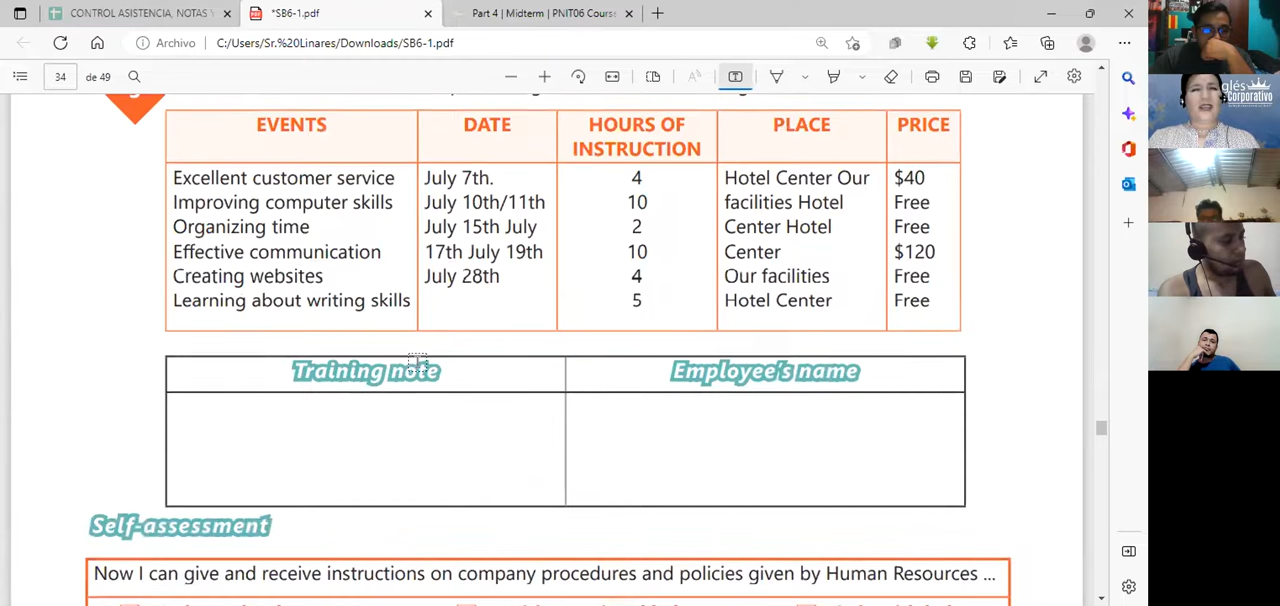 CONTROL ASISTENCIA, NOTAS
*SB6-1.pdf
Part 4 | Midterm | PNIT06 Cours
Archivo
C:/Users/Sr.%20Linares/Downloads/SB6-1.pdf
34 de 49
EVENTS DATE HOURS OF INSTRUCTION PLACE PRICE
Excellent customer service July 7th. 4 Hotel Center Our $40
Improving computer skills July 10th/11th 10 facilities Hotel Free
Organizing time July 15th July 2 Center Hotel Free
Effective communication 17th July 19th 10 Center $120
Creating websites July 28th 4 Our facilities Free
Learning about writing skills 5 Hotel Center Free
Training note Employee's name
Self-assessment
Now I can give and receive instructions on company procedures and policies given by Human Resources ...
glés
Corporativo